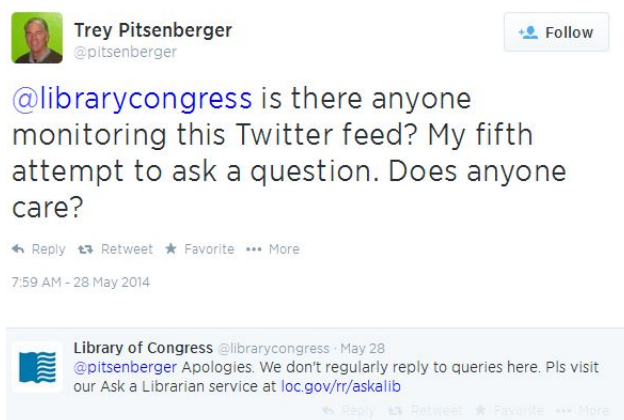 Trey Pitsenberger
@pitsenberger
Follow
@librarycongress is there anyone
monitoring this Twitter feed? My fifth
attempt to ask a question. Does anyone
care?
Reply Retweet Favorite More
7:59 AM - 28 May 2014
Library of Congress @librarycongress · May 28
@pitsenberger Apologies. We don't regularly reply to queries here. Pls visit
our Ask a Librarian service at loc.gov/rr/askalib
Reply Retweet Favorite More